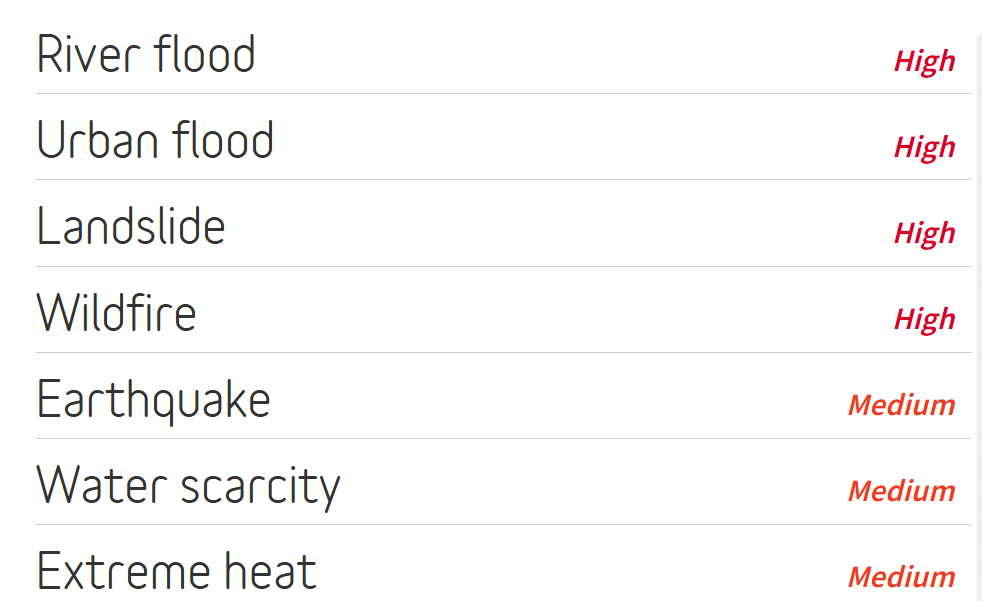 River flood High
Urban flood High
Landslide High
Wildfire High
Earthquake Medium
Water scarcity Medium
Extreme heat Medium